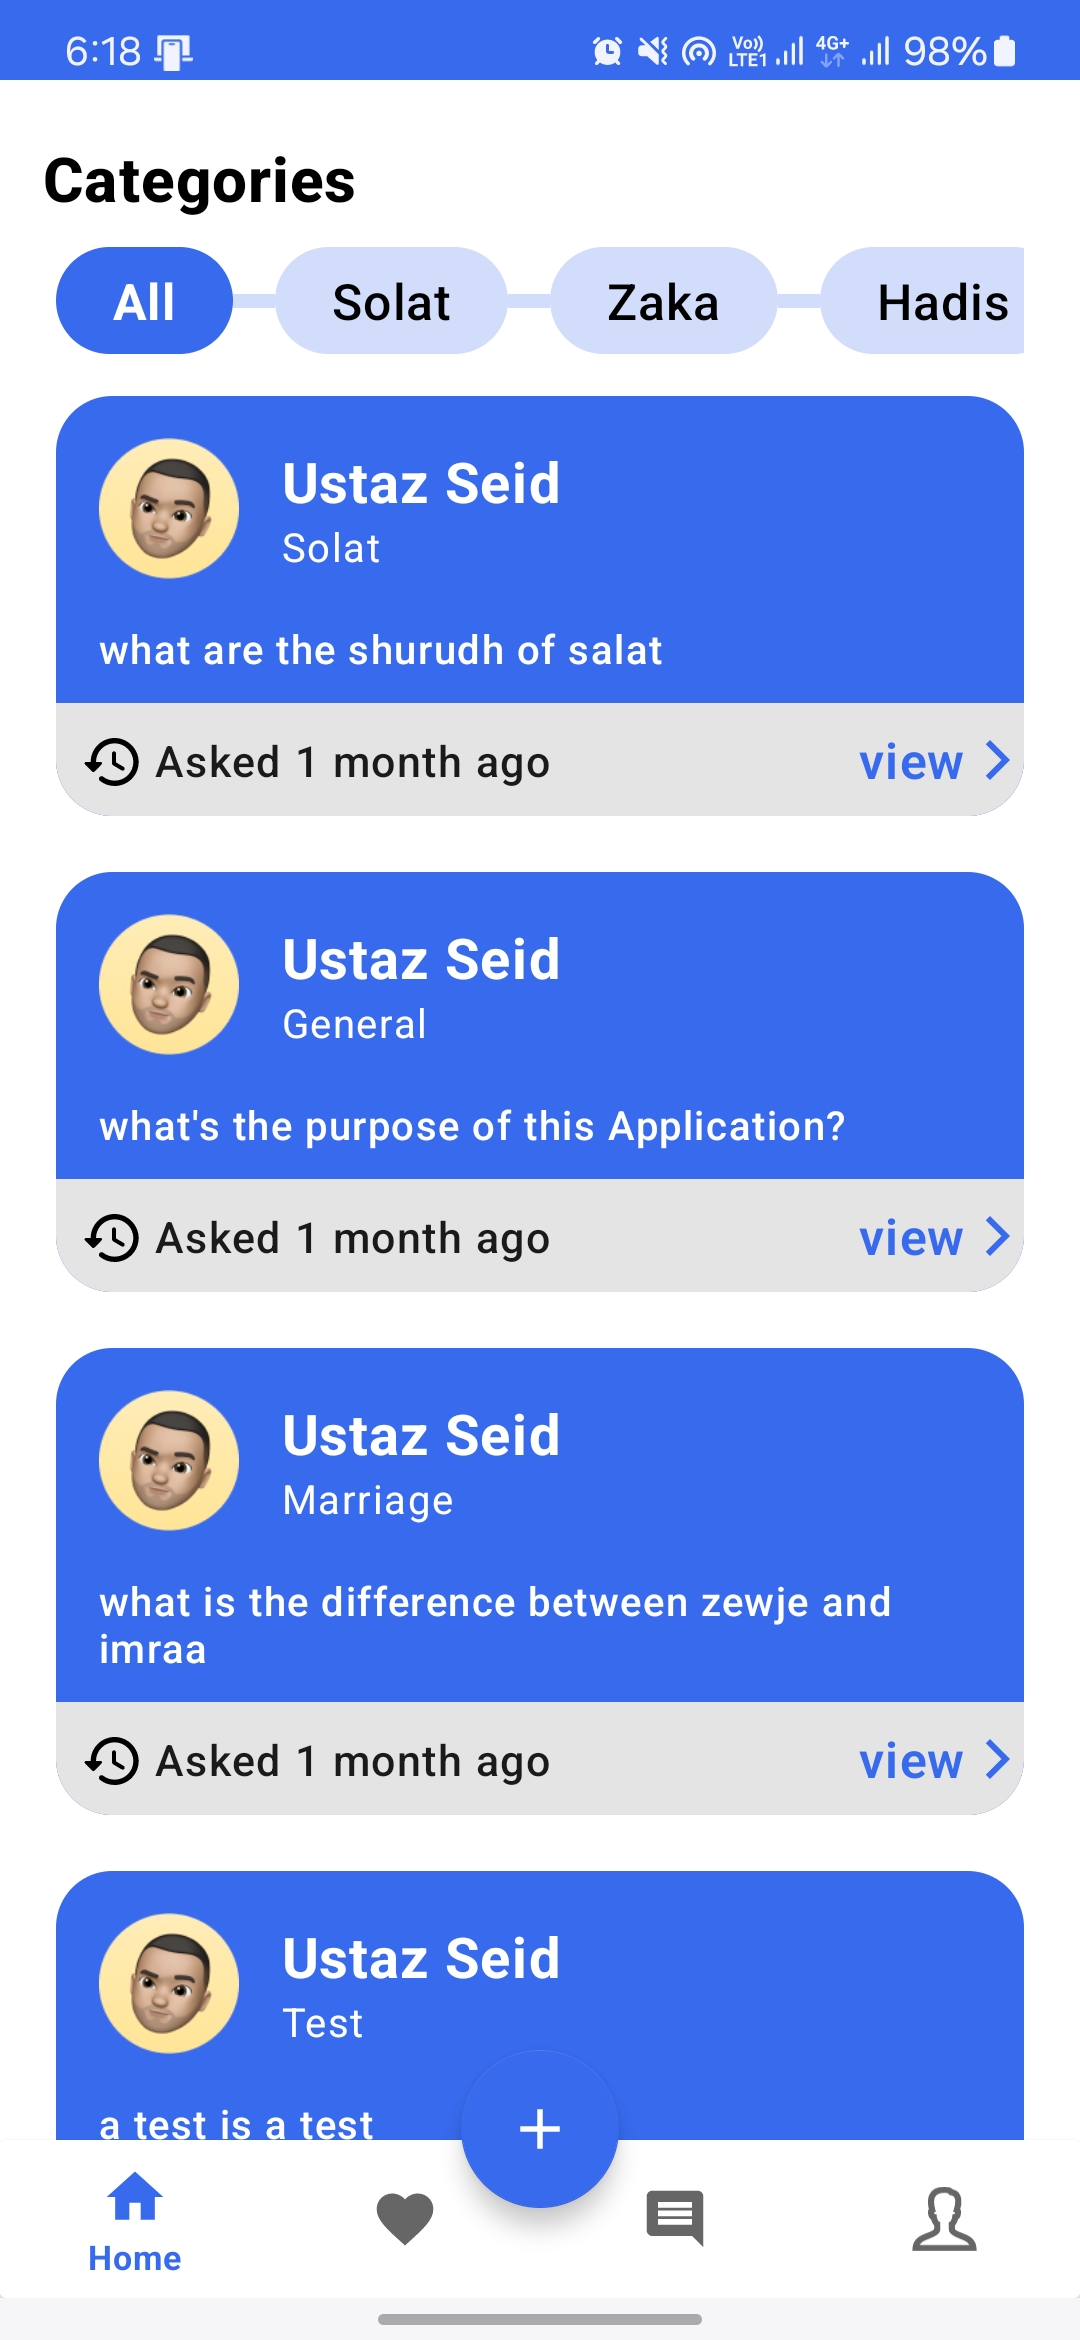 6:18 Vo)) LTE1 4G+ 98%
Categories
All Solat Zaka Hadis
Ustaz Seid
Solat
what are the shurudh of salat
Asked 1 month ago view
Ustaz Seid
General
what's the purpose of this Application?
Asked 1 month ago view
Ustaz Seid
Marriage
what is the difference between zewje and
imraa
Asked 1 month ago view
Ustaz Seid
Test
a test is a test
Home